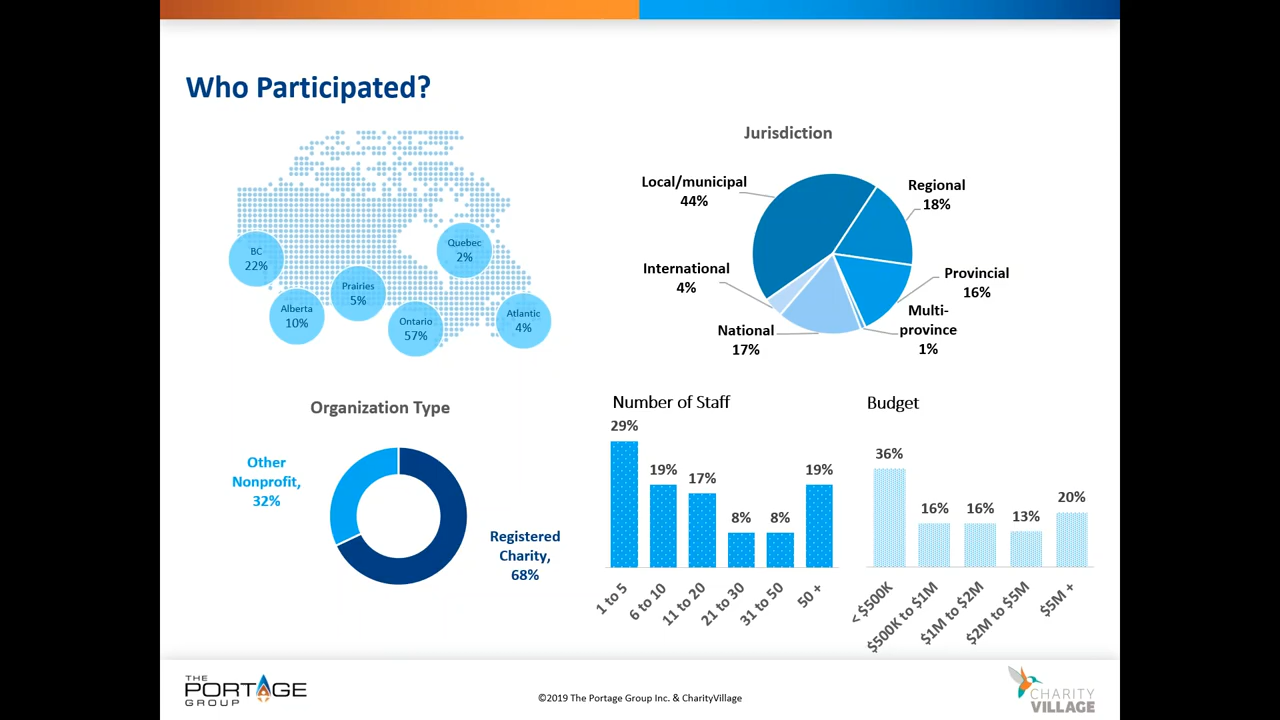 Who Participated?
BC
22%
Alberta
10%
Prairies
5%
Ontario
57%
Quebec
2%
Atlantic
4%
Jurisdiction
Local/municipal
44%
Regional
18%
Provincial
16%
Multi-
province
1%
National
17%
International
4%
Organization Type
Other
Nonprofit,
32%
Registered
Charity,
68%
Number of Staff
29%
19%
17%
8%
8%
19%
1 to 5
6 to 10
11 to 20
21 to 30
31 to 50
50 +
Budget
36%
16%
16%
13%
20%
< $500K
$500K to $1M
$1M to $2M
$2M to $5M
$5M +
THE
PORTAGE
GROUP
©2019 The Portage Group Inc. & CharityVillage
CHARITY
VILLAGE